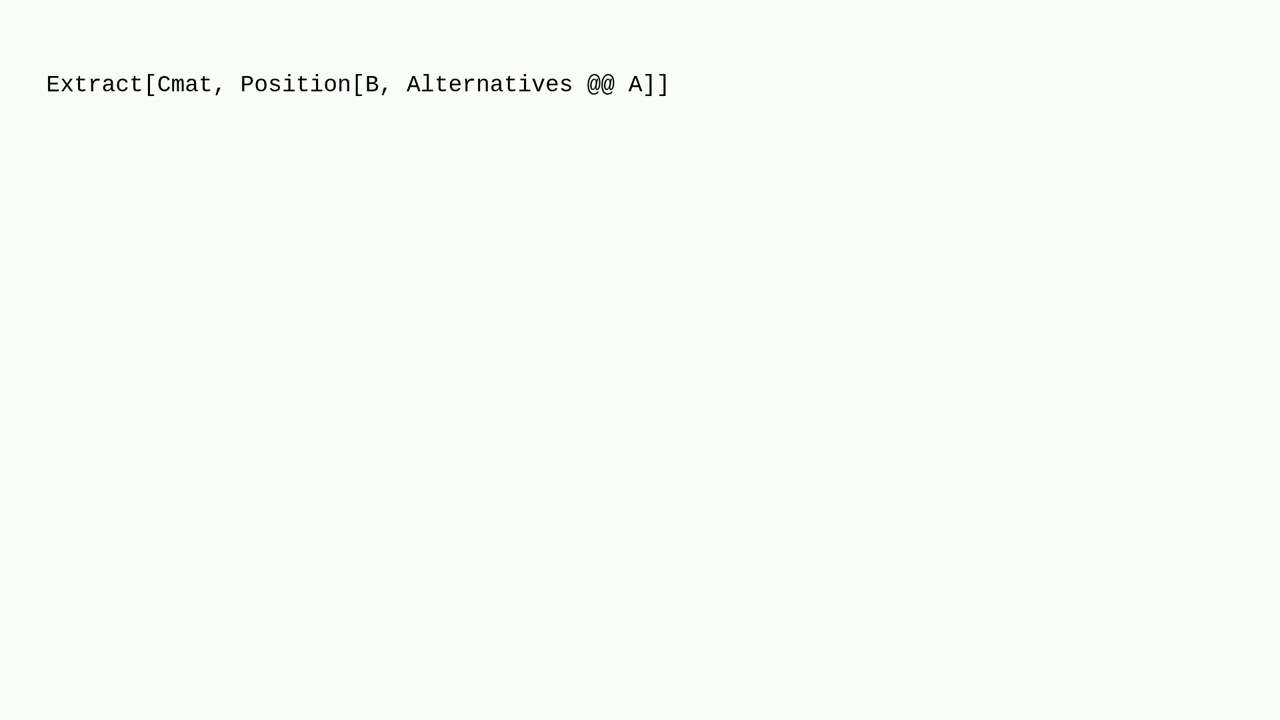 Extract[Cmat, Position[B, Alternatives @@ A]]